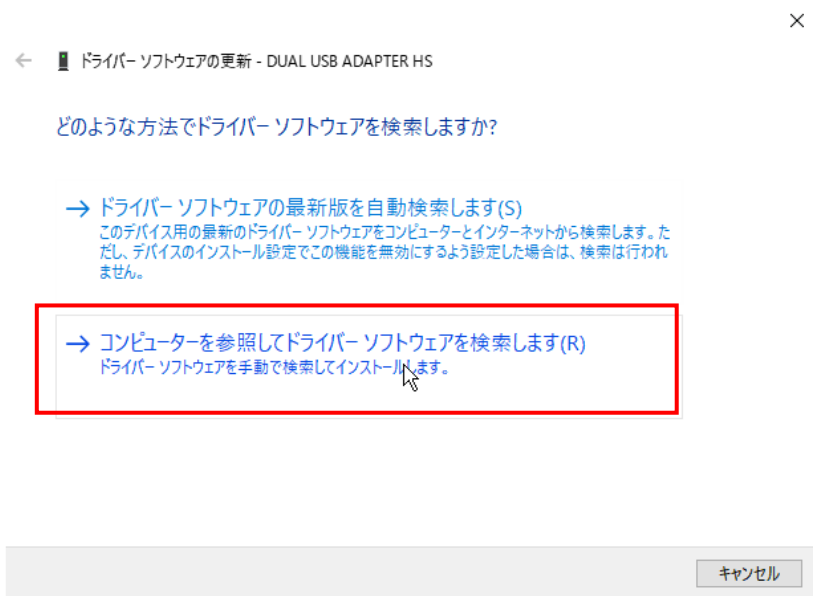 ドライバー ソフトウェアの更新 - DUAL USB ADAPTER HS
どのような方法でドライバー ソフトウェアを検索しますか?
→ ドライバー ソフトウェアの最新版を自動検索します(S)
このデバイス用の最新のドライバー ソフトウェアをコンピューターとインターネットから検索します。た
だし、デバイスのインストール設定でこの機能を無効にするよう設定した場合は、検索は行われ
ません。
→ コンピューターを参照してドライバー ソフトウェアを検索します(R)
ドライバー ソフトウェアを手動で検索してインストールします。
キャンセル